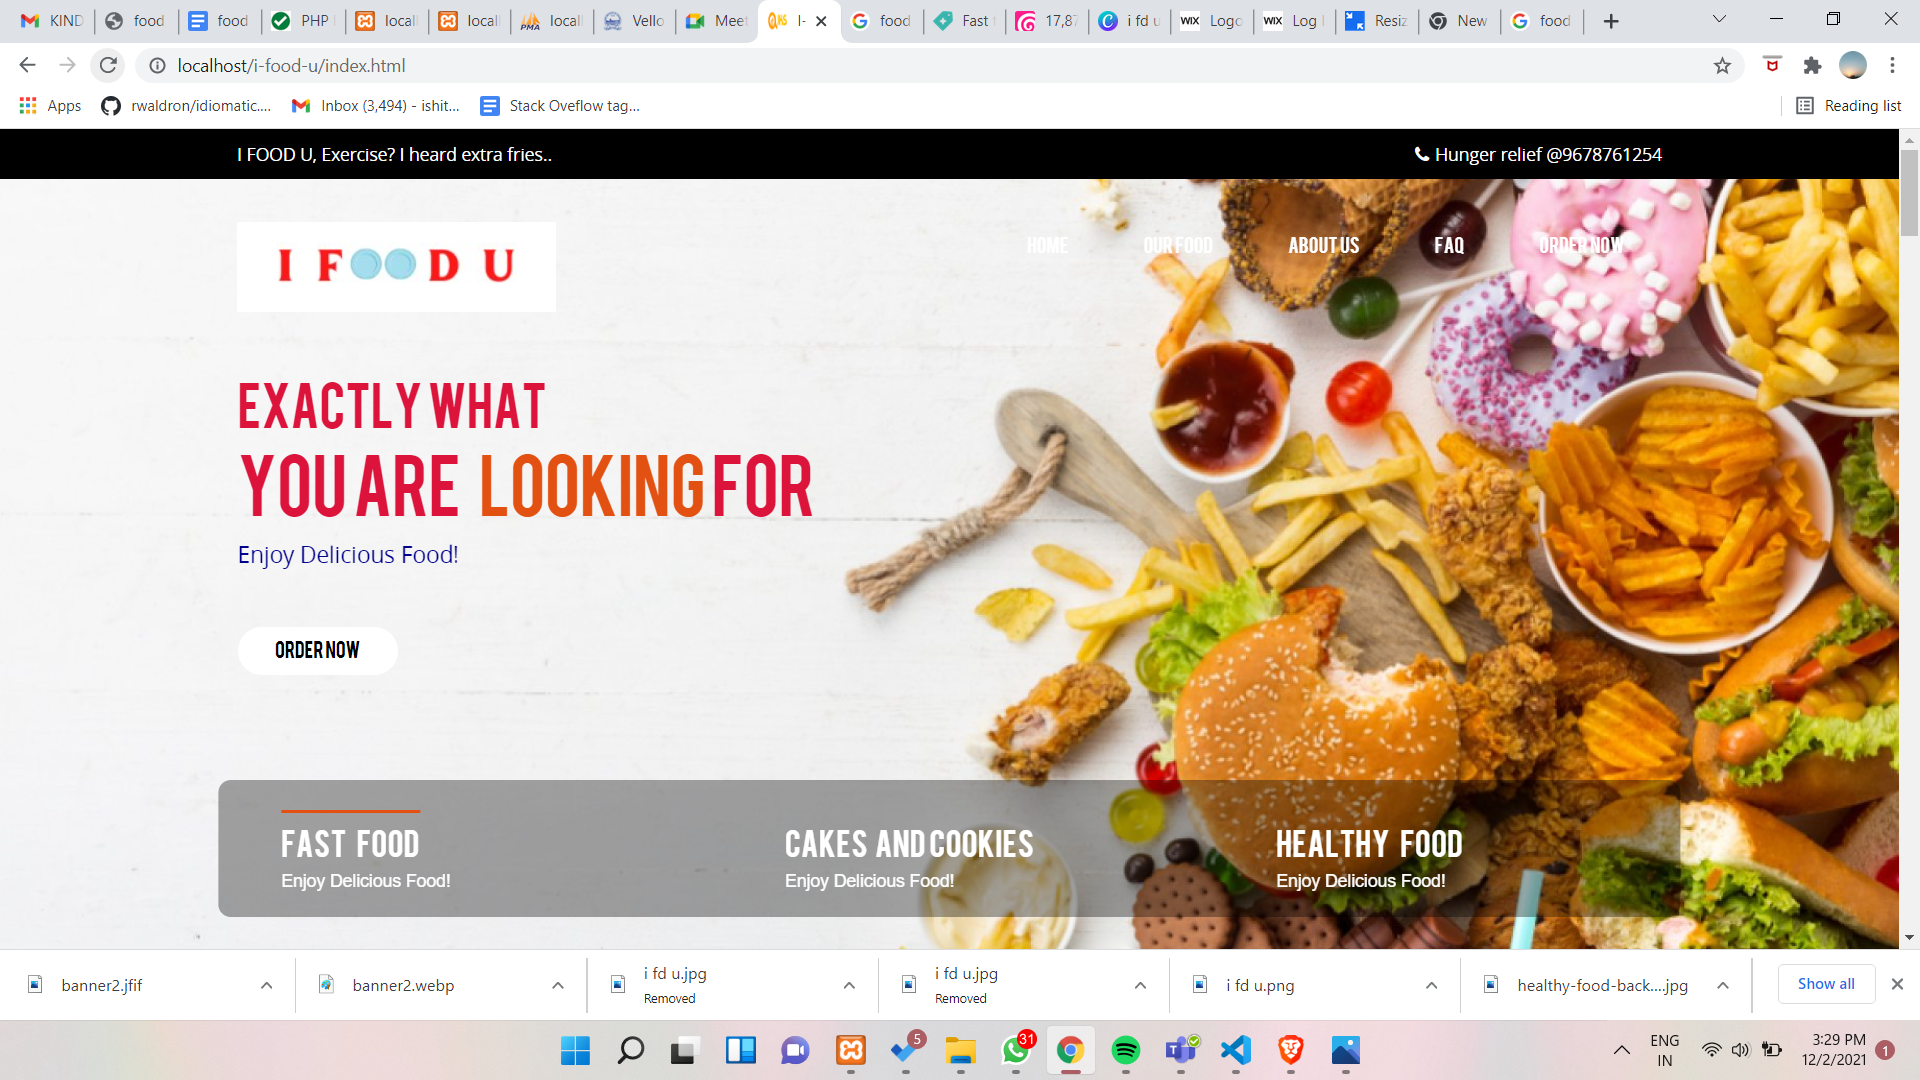 KIND
food
food
PHP
locall
locall
locall
Vello
Meet
I-
food
Fast
17,87
i fd u
Logo
Log
Resiz
New
food
localhost/i-food-u/index.html
Apps
rwaldron/idiomatic....
Inbox (3,494) - ishit...
Stack Oveflow tag...
Reading list
I FOOD U, Exercise? I heard extra fries..
Hunger relief @9678761254
I FOOD U
HOME
OUR FOOD
ABOUT US
FAQ
ORDER NOW
EXACTLY WHAT
YOU ARE LOOKING FOR
Enjoy Delicious Food!
ORDER NOW
FAST FOOD
Enjoy Delicious Food!
CAKES AND COOKIES
Enjoy Delicious Food!
HEALTHY FOOD
Enjoy Delicious Food!
banner2.jfif
banner2.webp
i fd u.jpg
Removed
i fd u.jpg
Removed
i fd u.png
healthy-food-back....jpg
Show all
5
31
ENG
IN
3:29 PM
12/2/2021
1